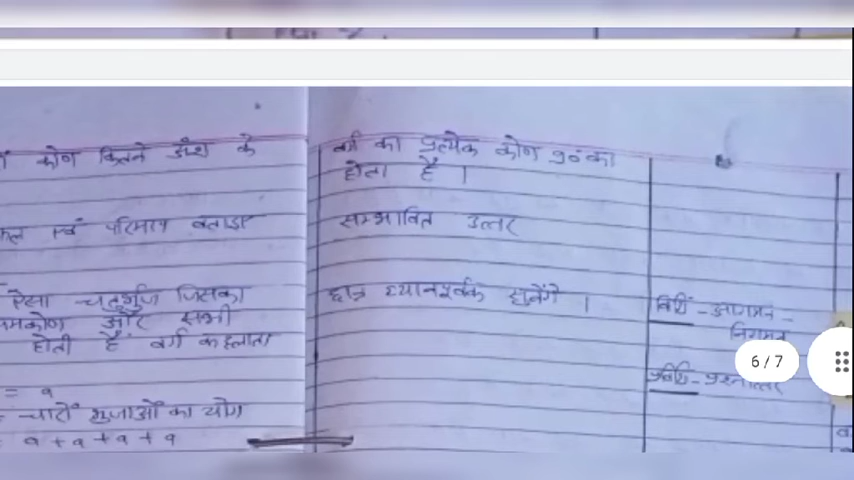 कोण कितने अंश के
वर्ग का प्रत्येक कोण 90° का
होता है ।
एवं परिमाप बताइए
सम्भावित उत्तर
ऐसा चतुर्भुज जिसका
समकोण और सभी
होती हैं वर्ग कहलाता
छात्र ध्यानपूर्वक सुनेंगे ।
विधि - आगमन -
निगमन
= a
= चारों भुजाओं का योग
= a + a + a + a
प्रविधि - प्रश्नोत्तर
6 / 7